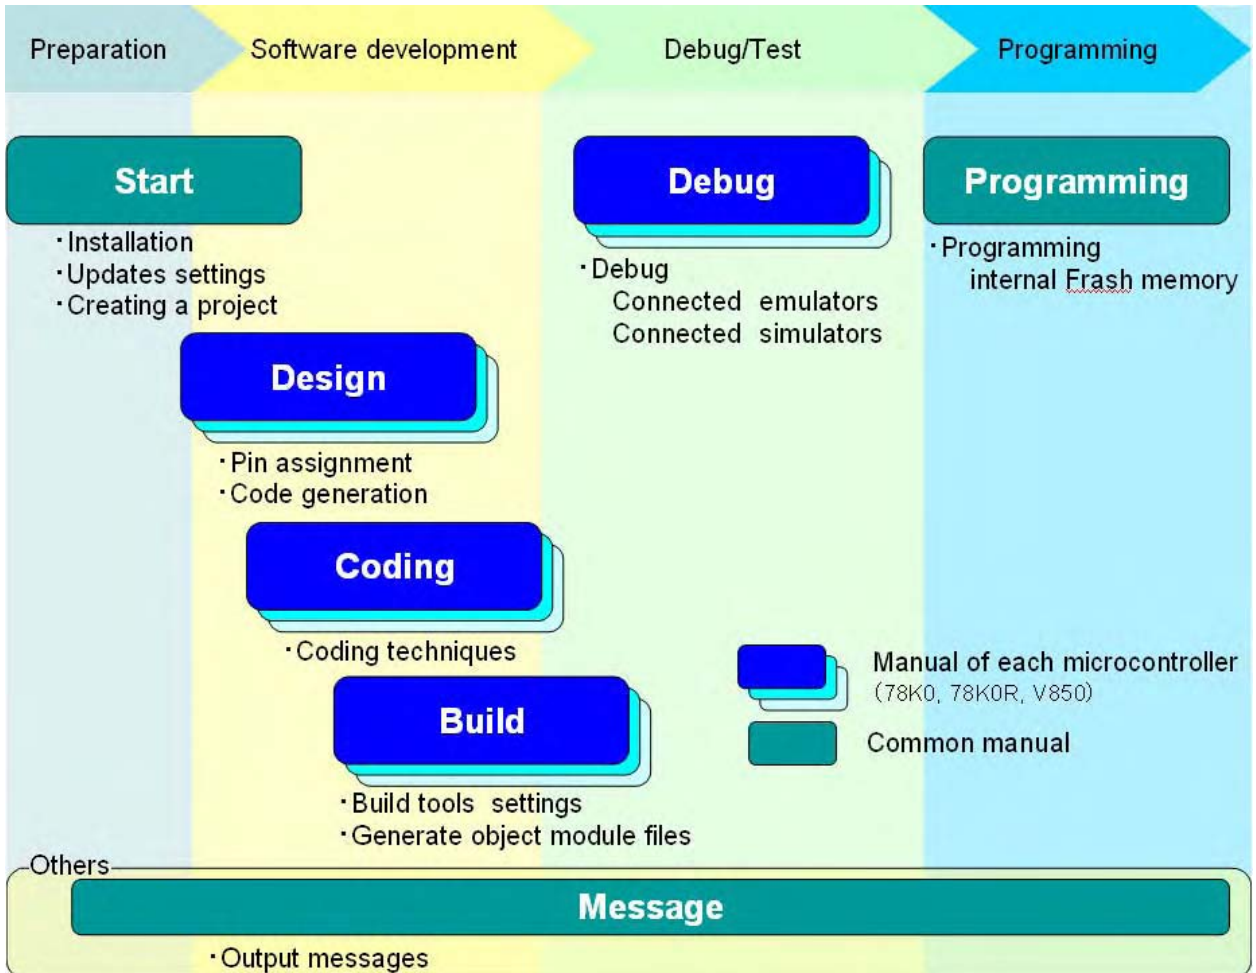 Preparation
Software development
Debug/Test
Programming
Start
・Installation
・Updates settings
・Creating a project
Design
・Pin assignment
・Code generation
Coding
・Coding techniques
Build
・Build tools settings
・Generate object module files
Debug
・Debug
Connected emulators
Connected simulators
Programming
・Programming
internal Frash memory
Manual of each microcontroller
(78K0, 78K0R, V850)
Common manual
Others
Message
・Output messages